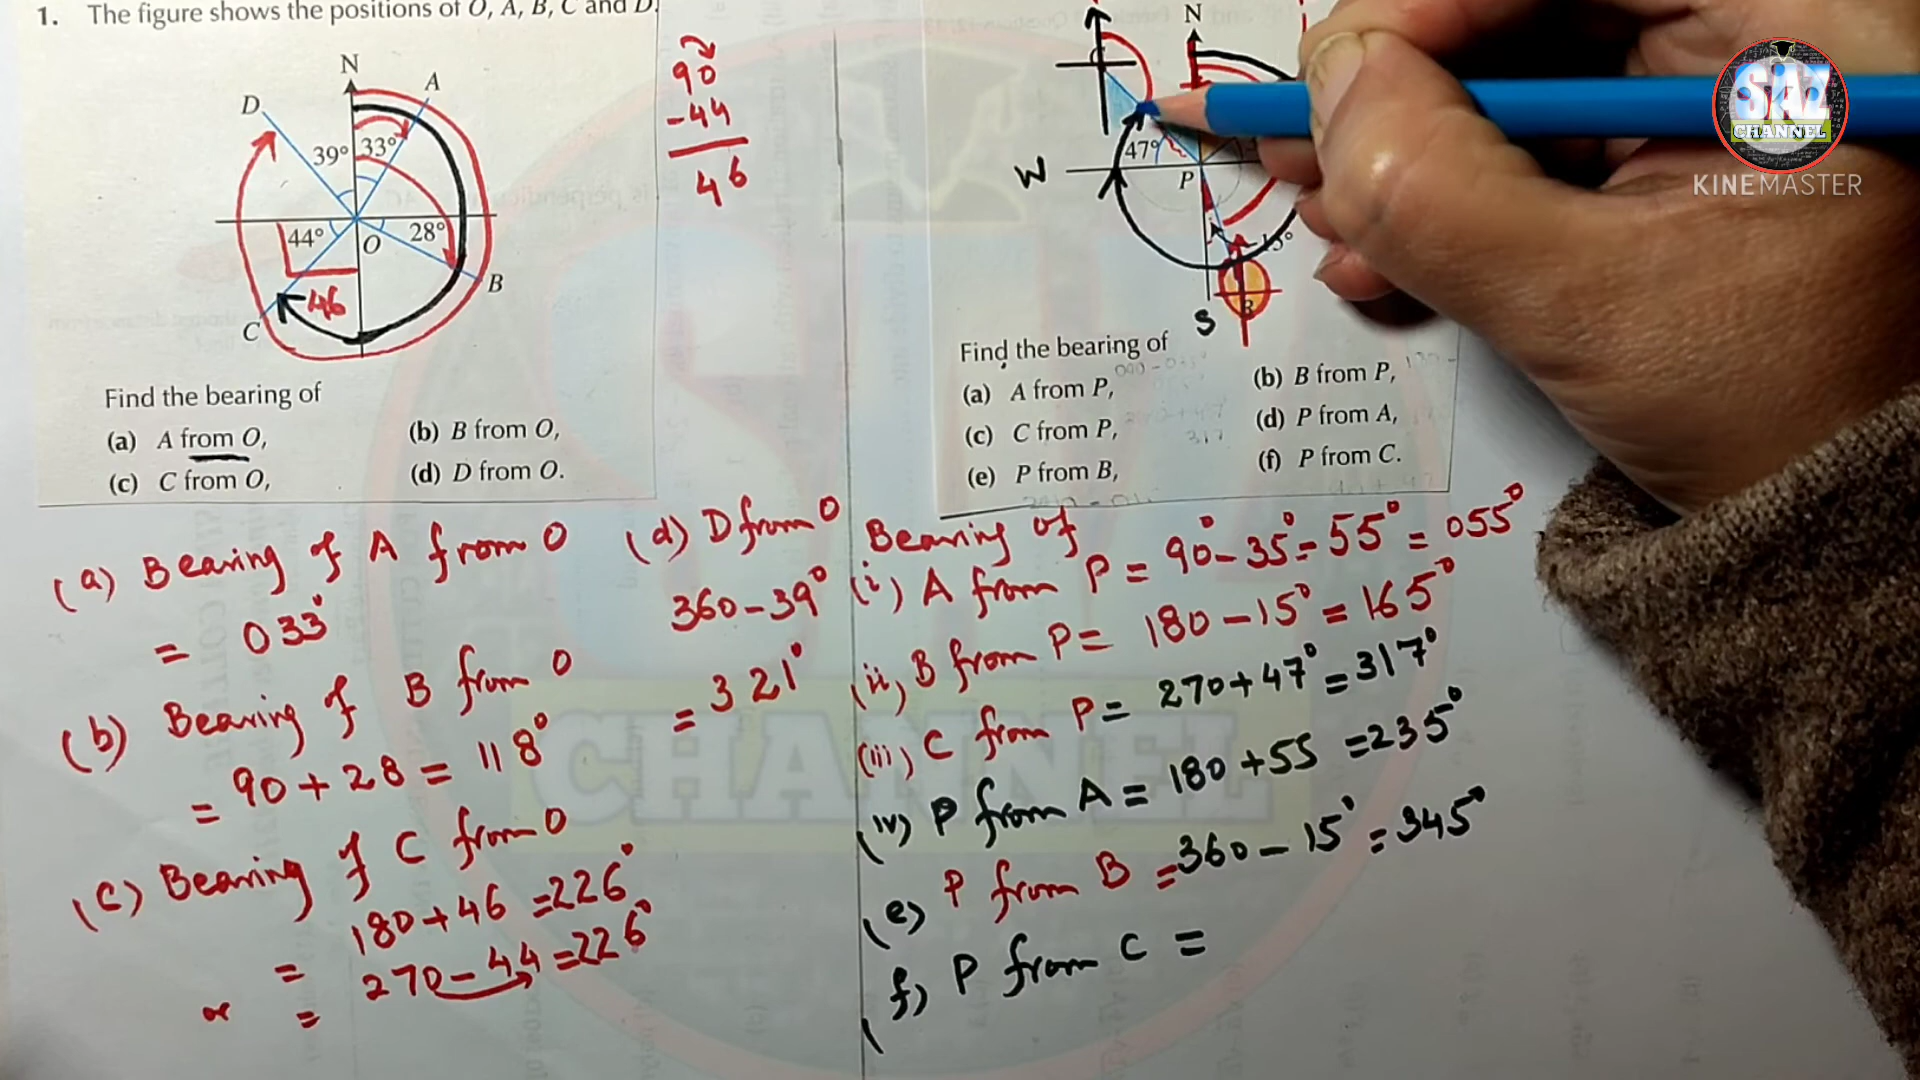 1. The figure shows the positions of O, A, B, C and D.
N
A
D
39° 33°
44° O 28°
B
46
C
90
-44
46
Find the bearing of
(a) A from O,
(b) B from O,
(c) C from O,
(d) D from O.
N
W
47°
P
15°
B
S
Find the bearing of
(a) A from P,
(b) B from P,
(c) C from P,
(d) P from A,
(e) P from B,
(f) P from C.
(a) Bearing of A from O
= 033°
(b) Bearing of B from O
= 90 + 28 = 118°
(c) Bearing of C from O
= 180 + 46 = 226°
or = 270 - 44 = 226°
(d) D from O
360 - 39°
= 321°
Bearing of
(i) A from P = 90° - 35° = 55° = 055°
(ii) B from P = 180 - 15° = 165°
(iii) C from P = 270 + 47° = 317°
(iv) P from A = 180 + 55 = 235°
(e) P from B = 360 - 15° = 345°
(f) P from C =
SAZ
CHANNEL
KINEMASTER
CHANNEL